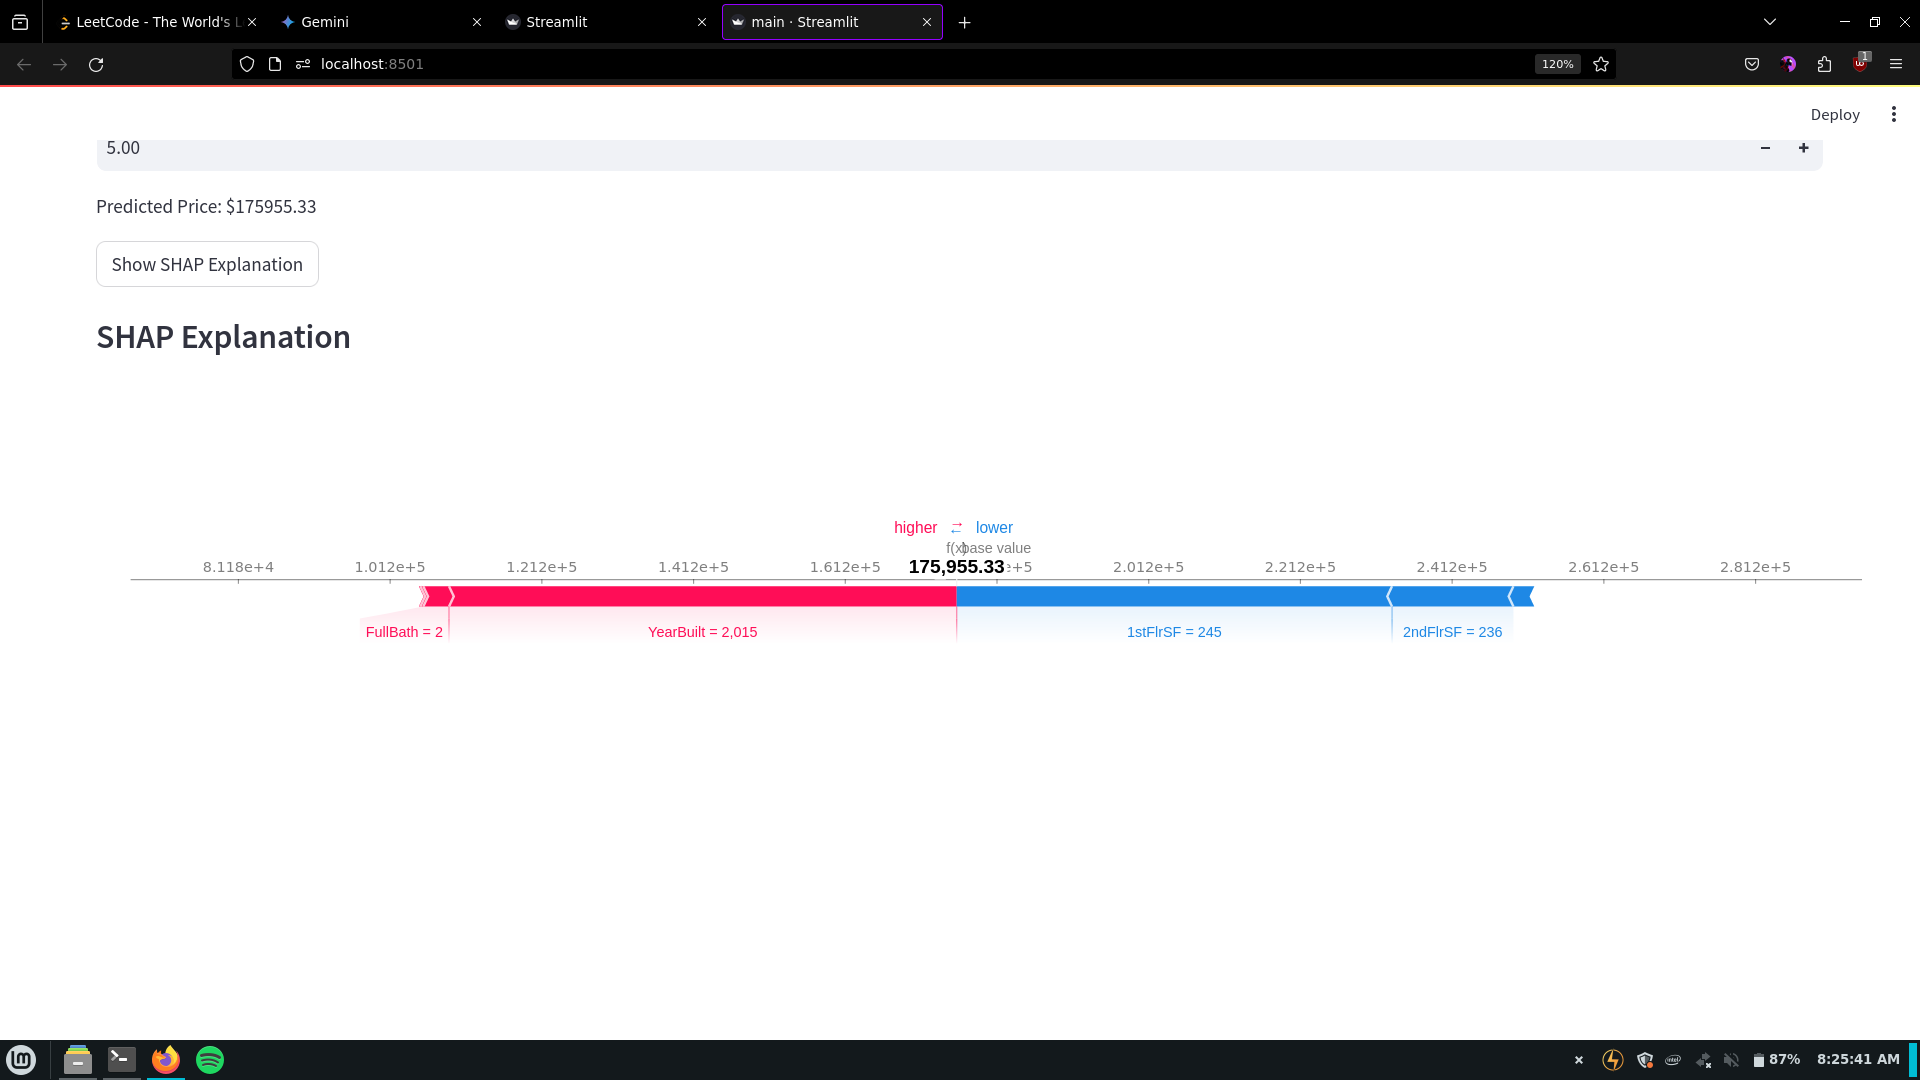 LeetCode - The World's L
Gemini
Streamlit
main · Streamlit
localhost:8501
120%
1
Deploy
5.00
Predicted Price: $175955.33
Show SHAP Explanation
SHAP Explanation
higher
lower
f(x)
base value
8.118e+4
1.012e+5
1.212e+5
1.412e+5
1.612e+5
175,955.33
e+5
2.012e+5
2.212e+5
2.412e+5
2.612e+5
2.812e+5
FullBath = 2
YearBuilt = 2,015
1stFlrSF = 245
2ndFlrSF = 236
87%
8:25:41 AM